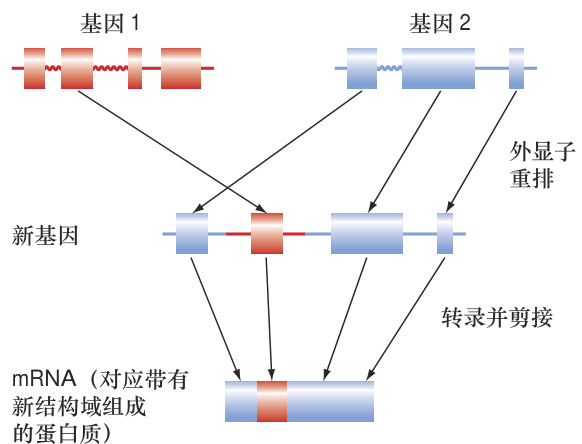 基因 1
基因 2
外显子
重排
新基因
转录并剪接
mRNA（对应带有
新结构域组成
的蛋白质）